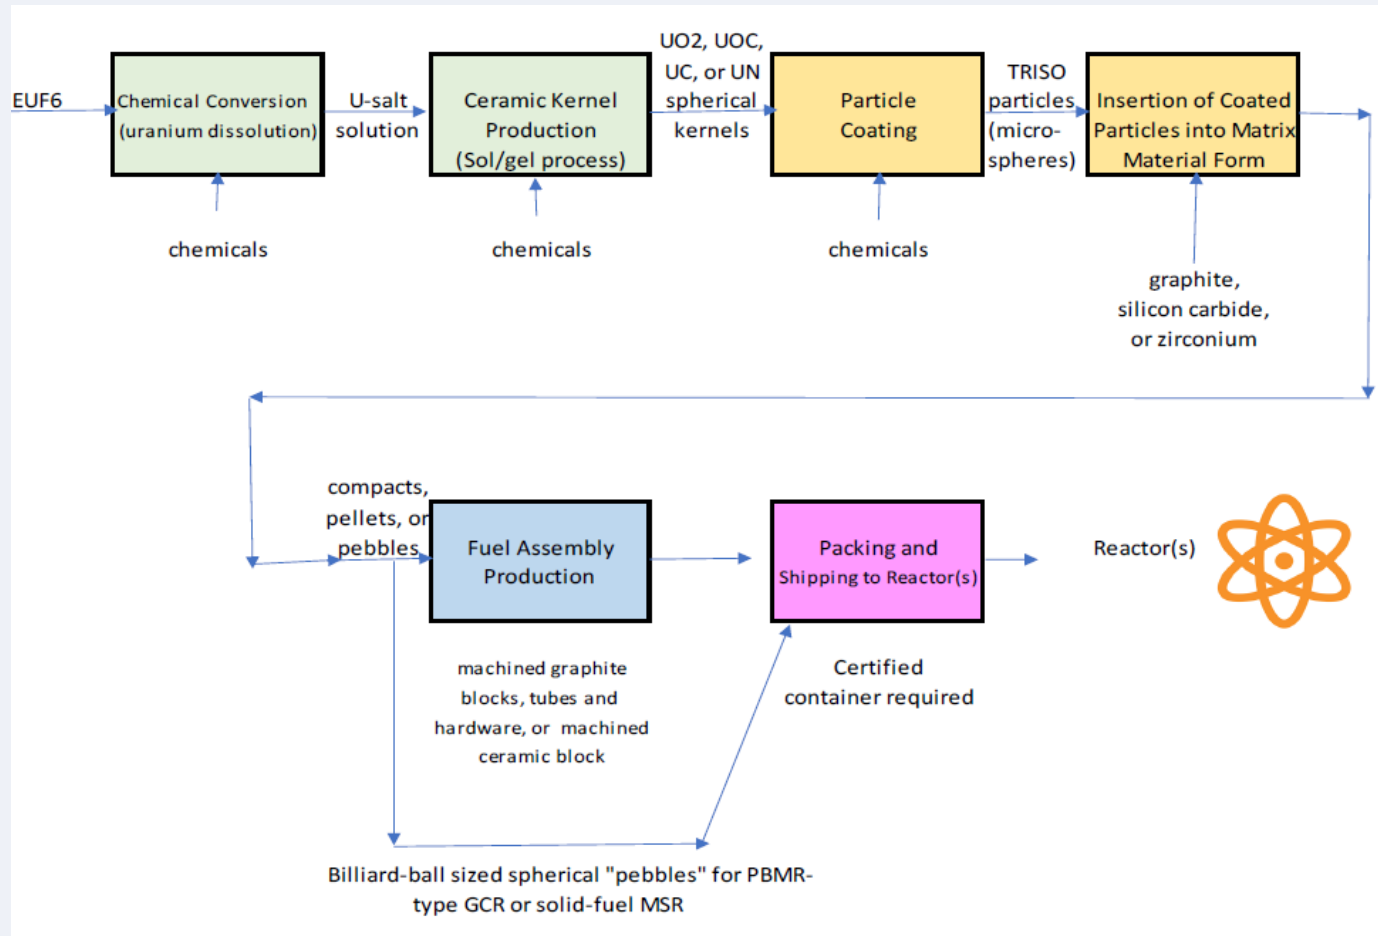 EUF6
Chemical Conversion
(uranium dissolution)
U-salt
solution
Ceramic Kernel
Production
(Sol/gel process)
UO2, UOC,
UC, or UN
spherical
kernels
Particle
Coating
TRISO
particles
(micro-
spheres)
Insertion of Coated
Particles into Matrix
Material Form
chemicals
chemicals
chemicals
graphite,
silicon carbide,
or zirconium
compacts,
pellets, or
pebbles
Fuel Assembly
Production
Packing and
Shipping to Reactor(s)
Reactor(s)
machined graphite
blocks, tubes and
hardware, or machined
ceramic block
Certified
container required
Billiard-ball sized spherical "pebbles" for PBMR-
type GCR or solid-fuel MSR